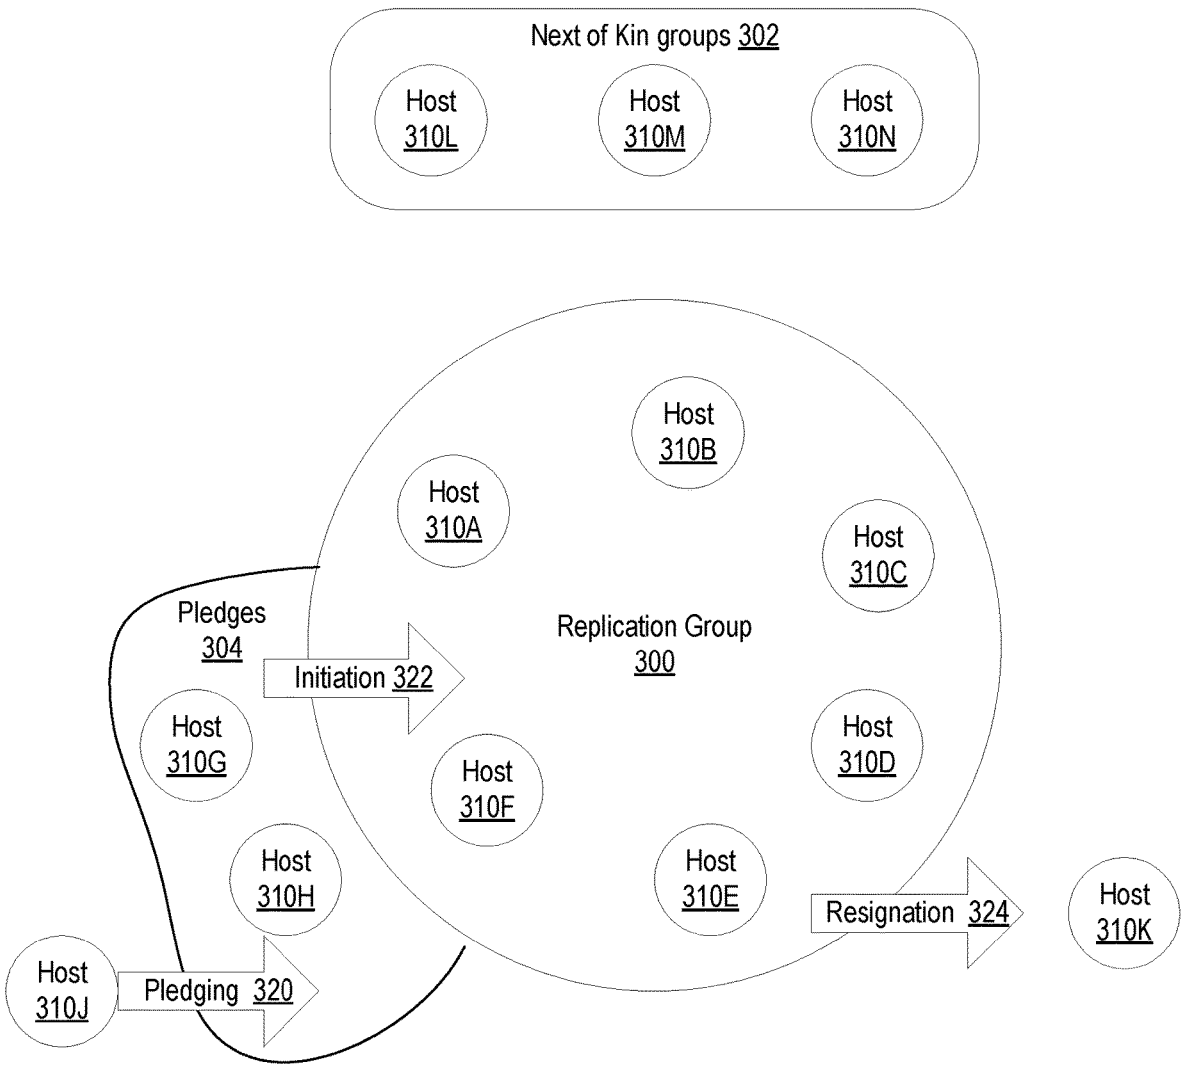 Next of Kin groups 302
Host
310L
Host
310M
Host
310N
Host
310B
Host
310A
Host
310C
Pledges
304
Replication Group
300
Initiation 322
Host
310G
Host
310D
Host
310F
Host
310H
Host
310E
Resignation 324
Host
310K
Host
310J
Pledging 320